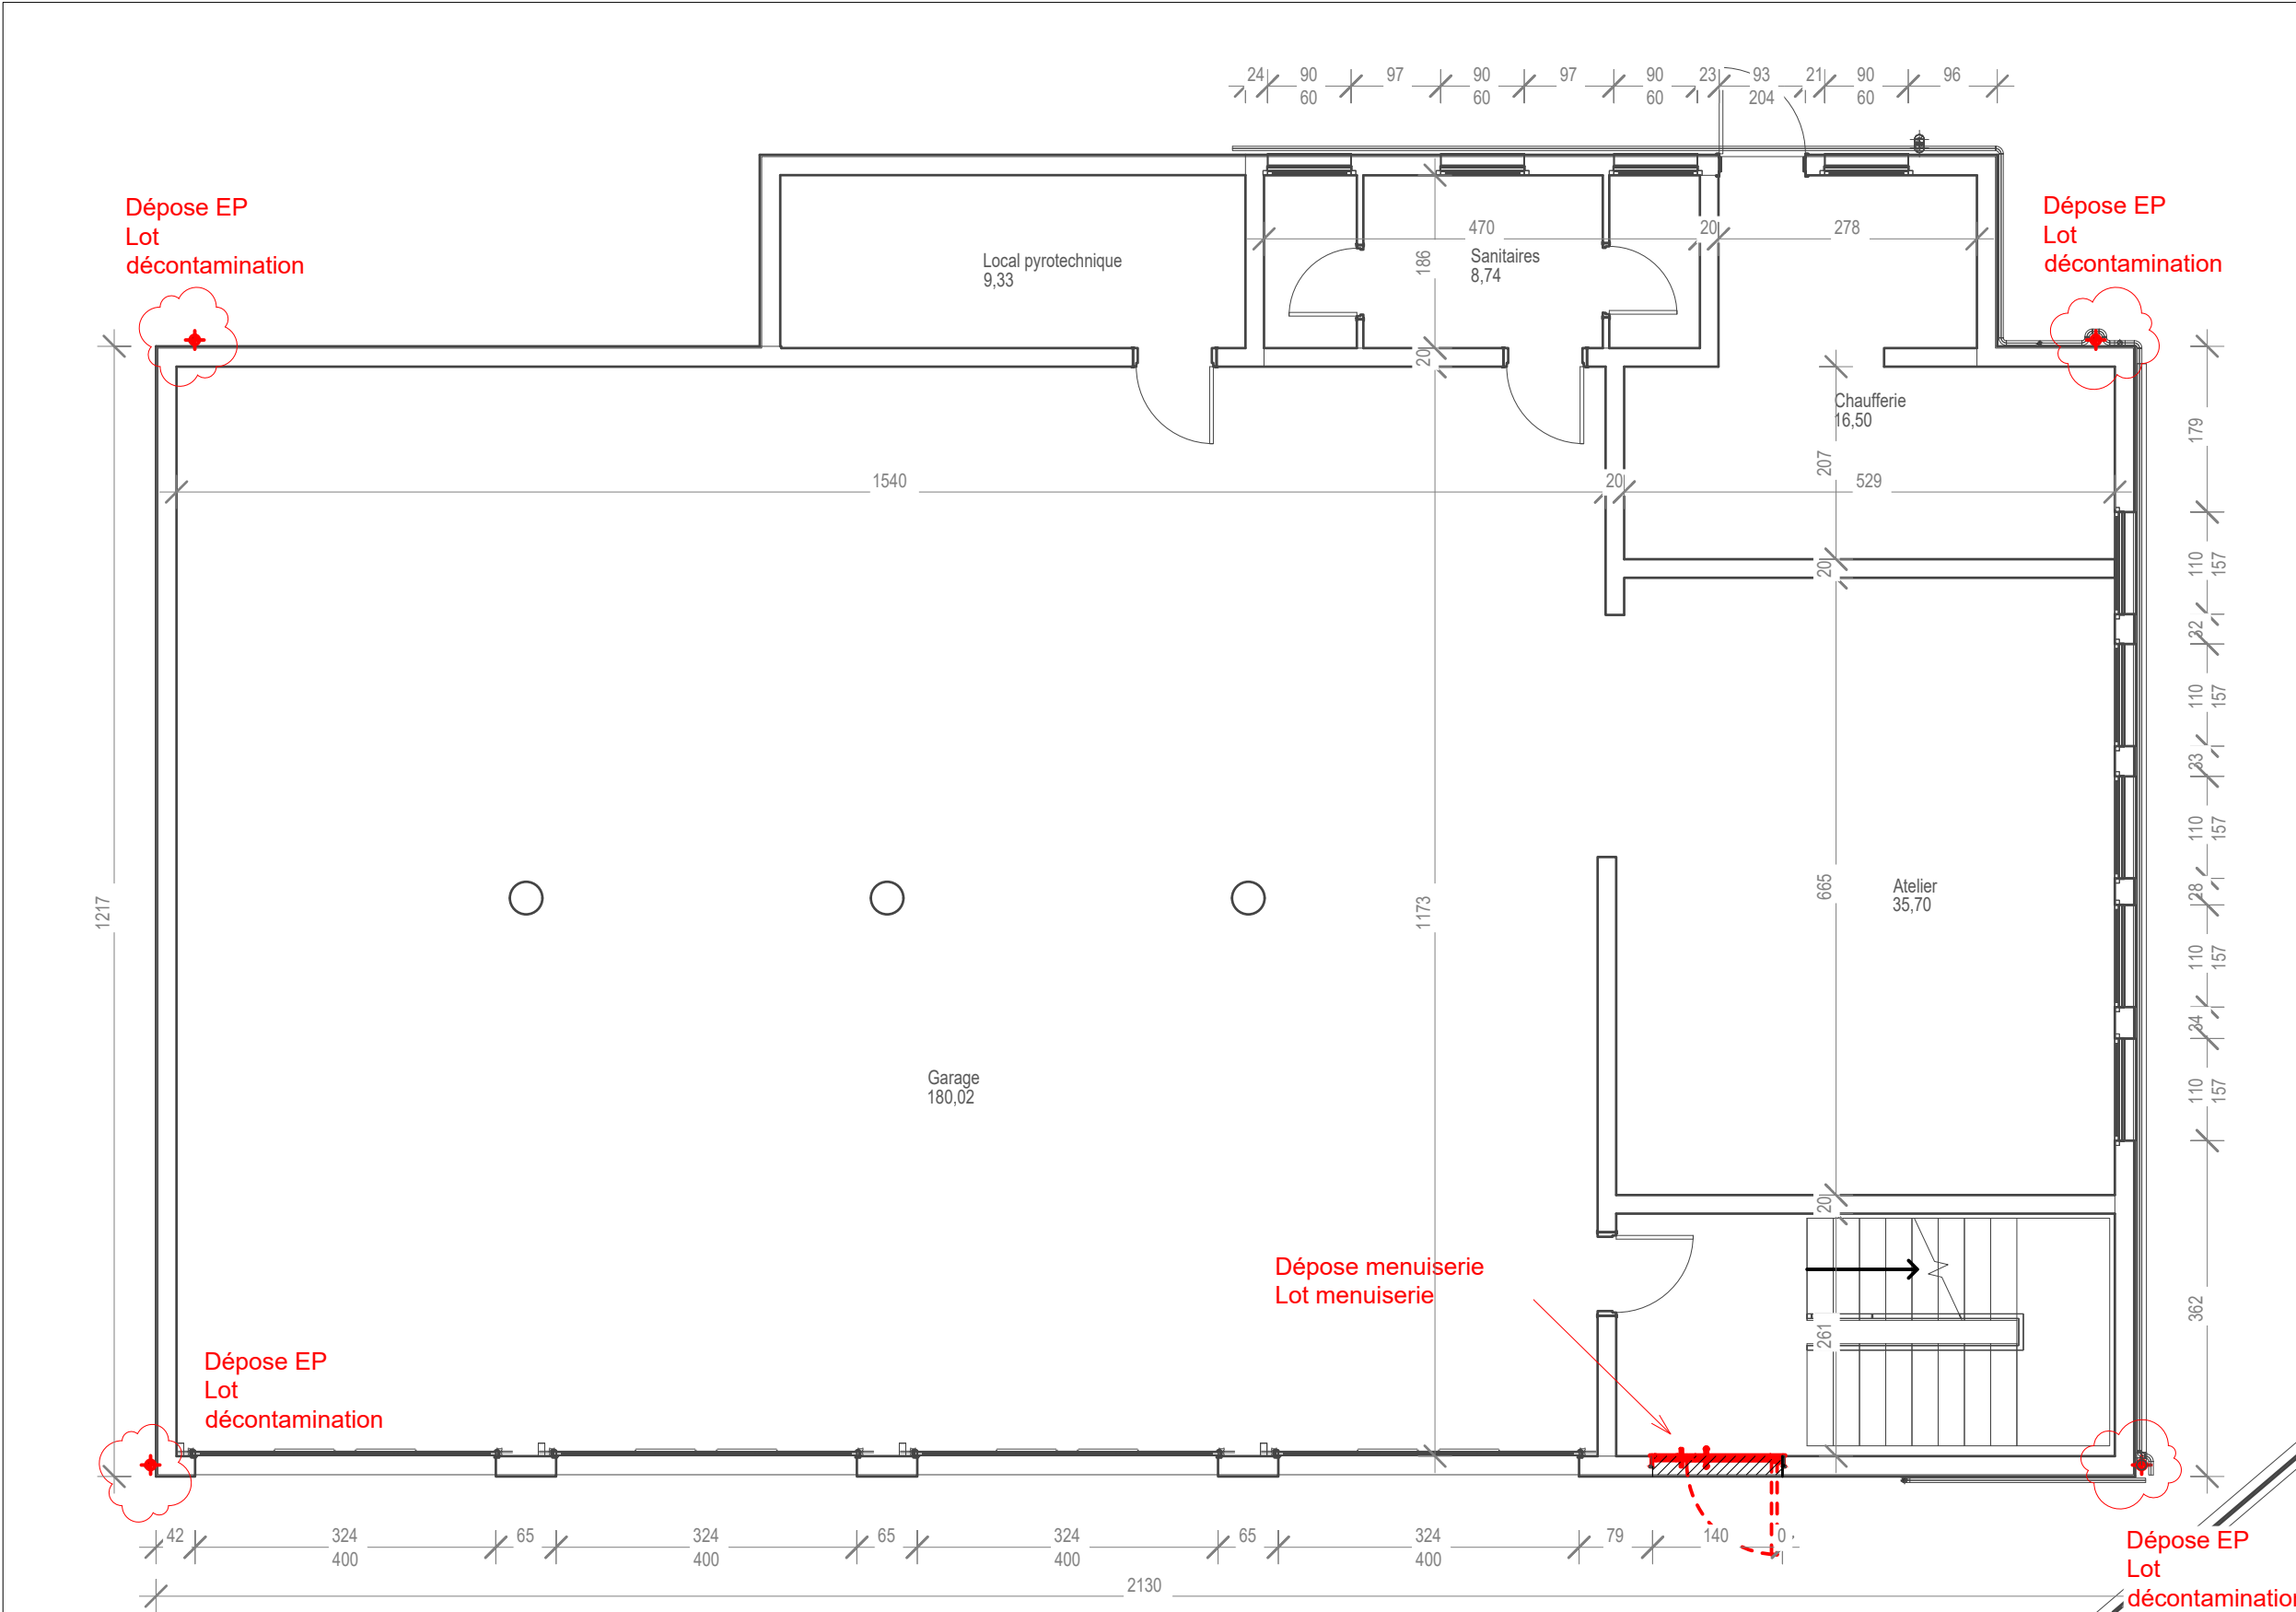 24 90 97 90 97 90 23 93 21 90 96
60 60 60 204 60
Dépose EP
Lot
décontamination
Dépose EP
Lot
décontamination
470 20 278
186
Local pyrotechnique
9,33
Sanitaires
8,74
20
Chaufferie
16,50
179
207
1540 20 529
20
110 157
32
110 157
33
110 157
28
110 157
34
110 157
362
1217
1173
665
Atelier
35,70
Garage
180,02
20
261
Dépose menuiserie
Lot menuiserie
Dépose EP
Lot
décontamination
42 324 65 324 65 324 65 324 79 140 0
400 400 400 400
2130
Dépose EP
Lot
décontamination